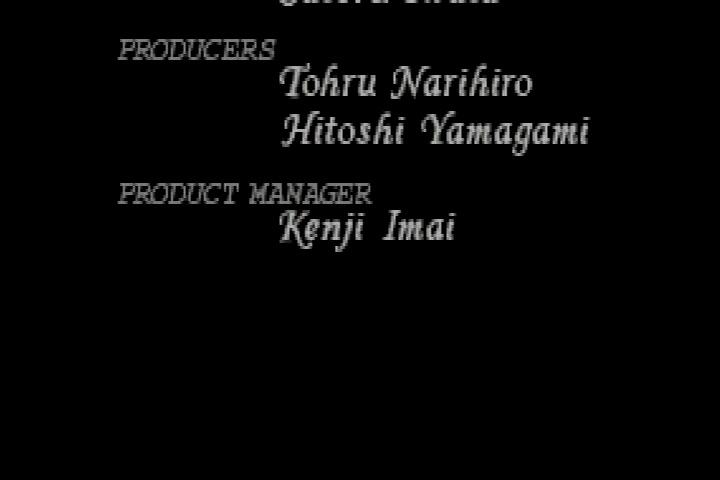 PRODUCERS
Tohru Narihiro
Hitoshi Yamagami
PRODUCT MANAGER
Kenji Imai